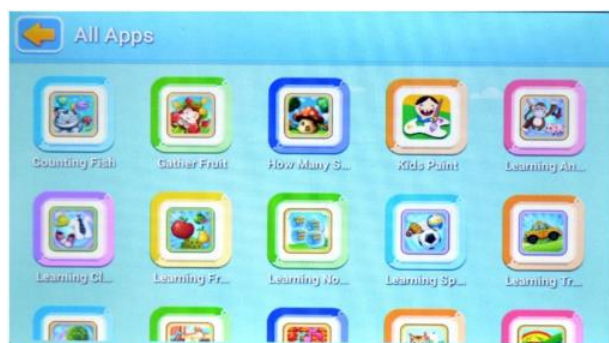 All Apps
Counting Fish
Gather Fruit
How Many S...
Kids Paint
Learning An...
Learning Cl...
Learning Fr...
Learning No...
Learning Sp...
Learning Tr...